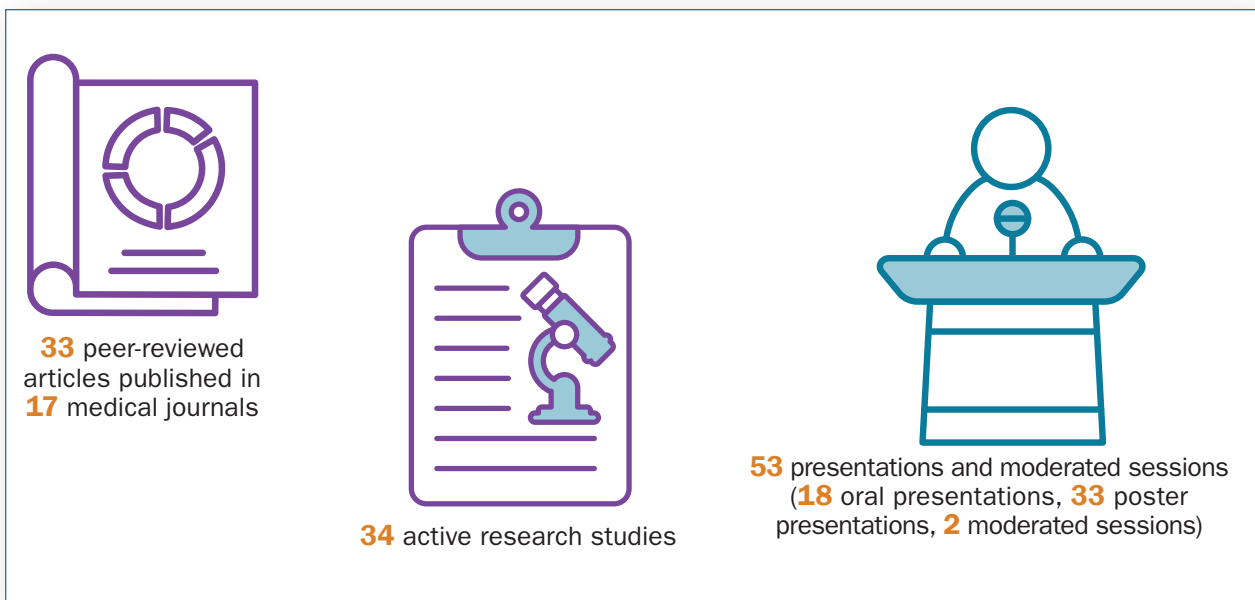 33 peer-reviewed
articles published in
17 medical journals
34 active research studies
53 presentations and moderated sessions
(18 oral presentations, 33 poster
presentations, 2 moderated sessions)